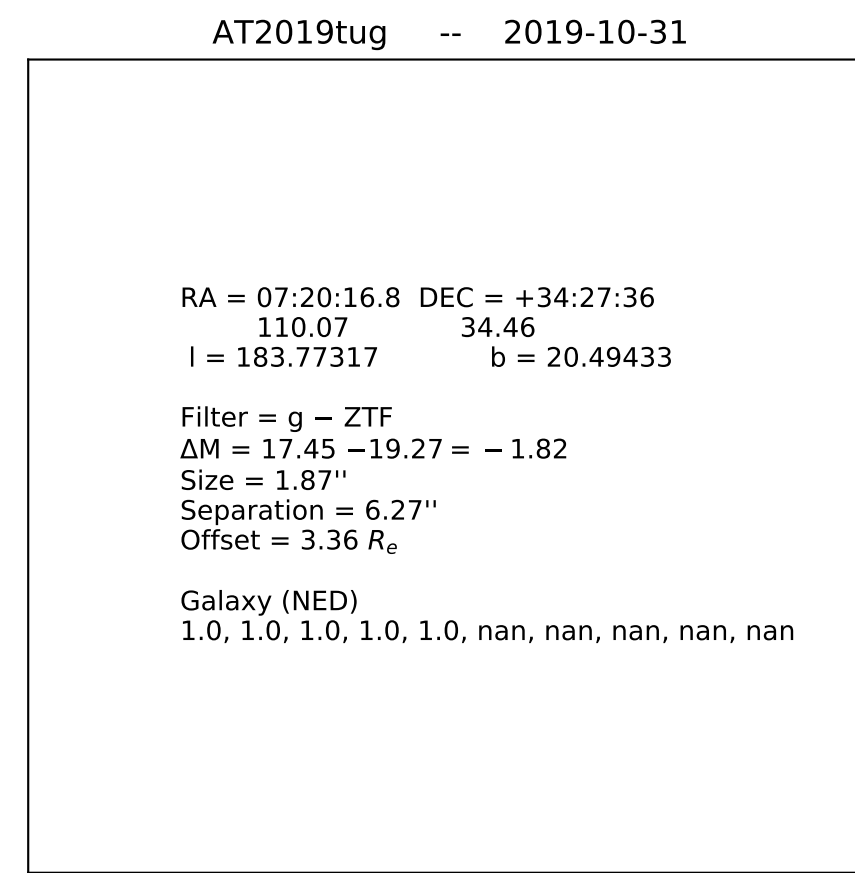 AT2019tug -- 2019-10-31
RA = 07:20:16.8 DEC = +34:27:36
110.07 34.46
l = 183.77317 b = 20.49433
Filter = g − ZTF
ΔM = 17.45 −19.27 = − 1.82
Size = 1.87''
Separation = 6.27''
Offset = 3.36 Re
Galaxy (NED)
1.0, 1.0, 1.0, 1.0, 1.0, nan, nan, nan, nan, nan